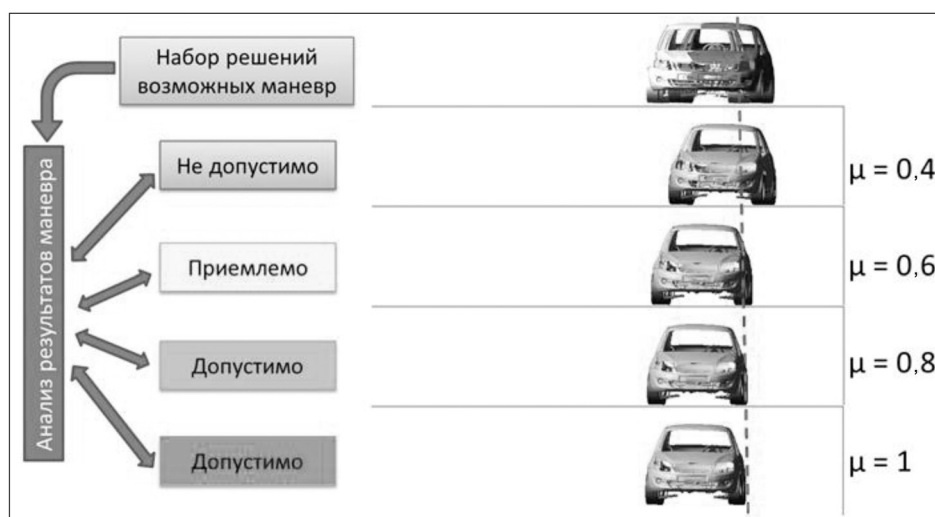 Набор решений
возможных маневр
Анализ результатов маневра
Не допустимо
μ = 0,4
Приемлемо
μ = 0,6
Допустимо
μ = 0,8
Допустимо
μ = 1